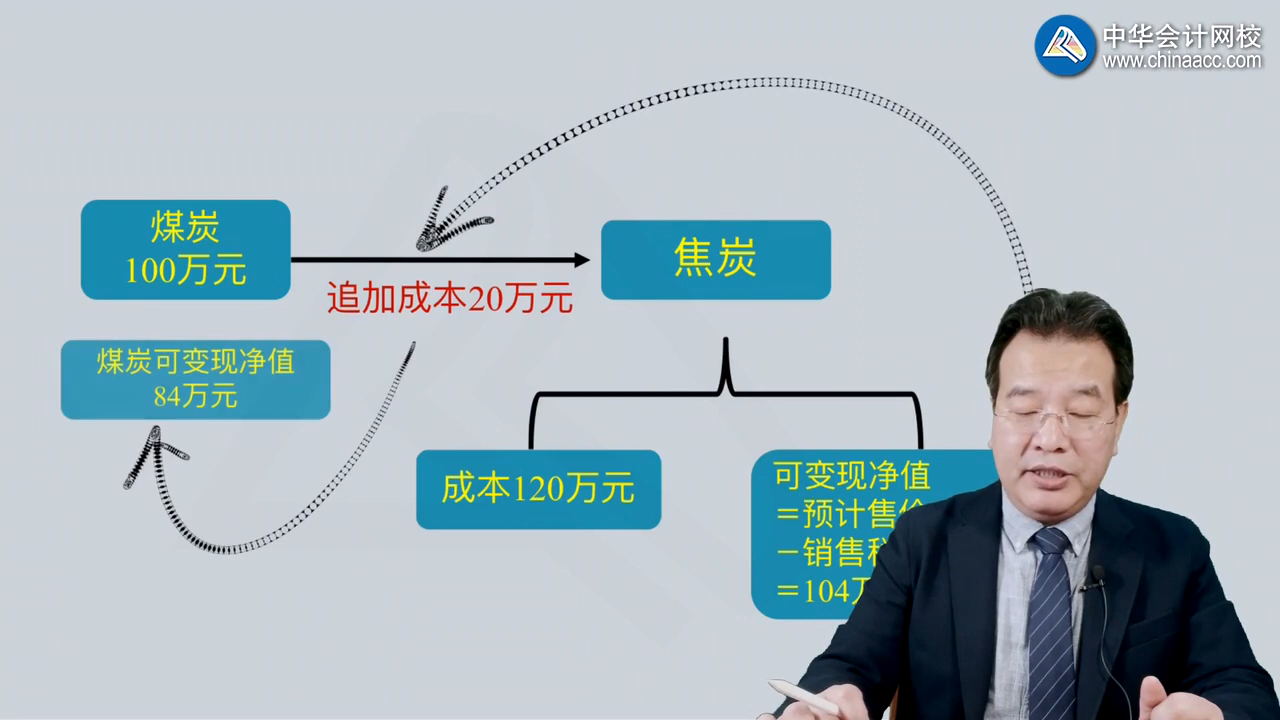 中华会计网校
www.chinaacc.com
煤炭
100万元
焦炭
追加成本20万元
煤炭可变现净值
84万元
成本120万元
可变现净值
＝预计售
－销售
＝104